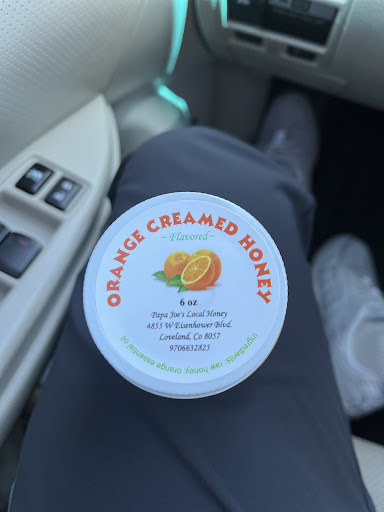 ORANGE CREAMED HONEY
~ Flavored ~
6 oz
Papa Joe's Local Honey
4855 W Eisenhower Blvd.
Loveland, Co 8057
9706632825
ingredients: raw honey, orange essential oil